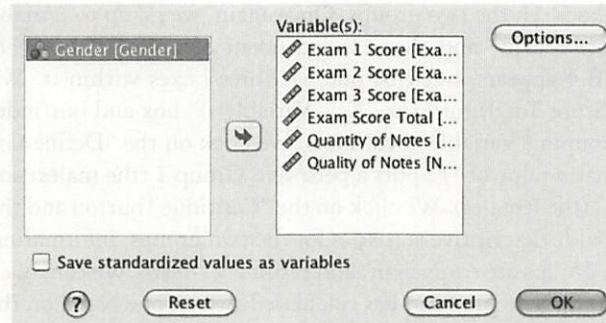 Variable(s):
Gender [Gender]
Exam 1 Score [Exa...
Exam 2 Score [Exa...
Exam 3 Score [Exa...
Exam Score Total [...
Quantity of Notes [...
Quality of Notes [N...
Options...
Save standardized values as variables
?
Reset
Cancel
OK